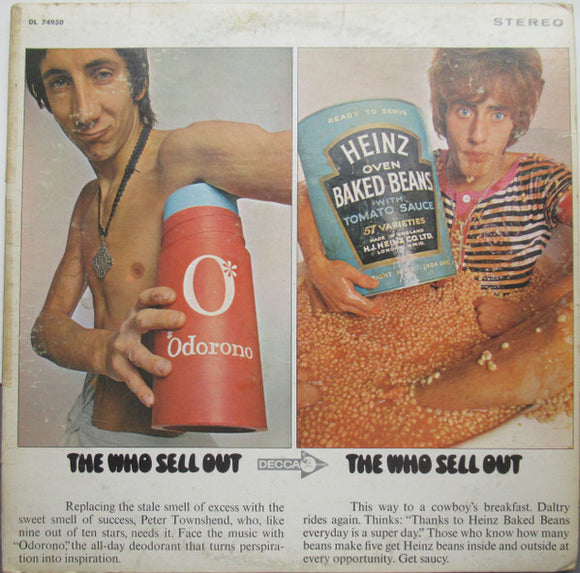 DL 74950
STEREO
O*
*Odorono
READY TO SERVE
HEINZ
OVEN
BAKED BEANS
WITH
TOMATO SAUCE
57 VARIETIES
MADE IN ENGLAND
H.J. HEINZ CO. LTD.
THE WHO SELL OUT
DECCA
THE WHO SELL OUT
Replacing the stale smell of excess with the
sweet smell of success, Peter Townshend, who, like
nine out of ten stars, needs it. Face the music with
"Odorono," the all-day deodorant that turns perspira-
tion into inspiration.
This way to a cowboy's breakfast. Daltry
rides again. Thinks: "Thanks to Heinz Baked Beans
everyday is a super day." Those who know how many
beans make five get Heinz beans inside and outside at
every opportunity. Get saucy.